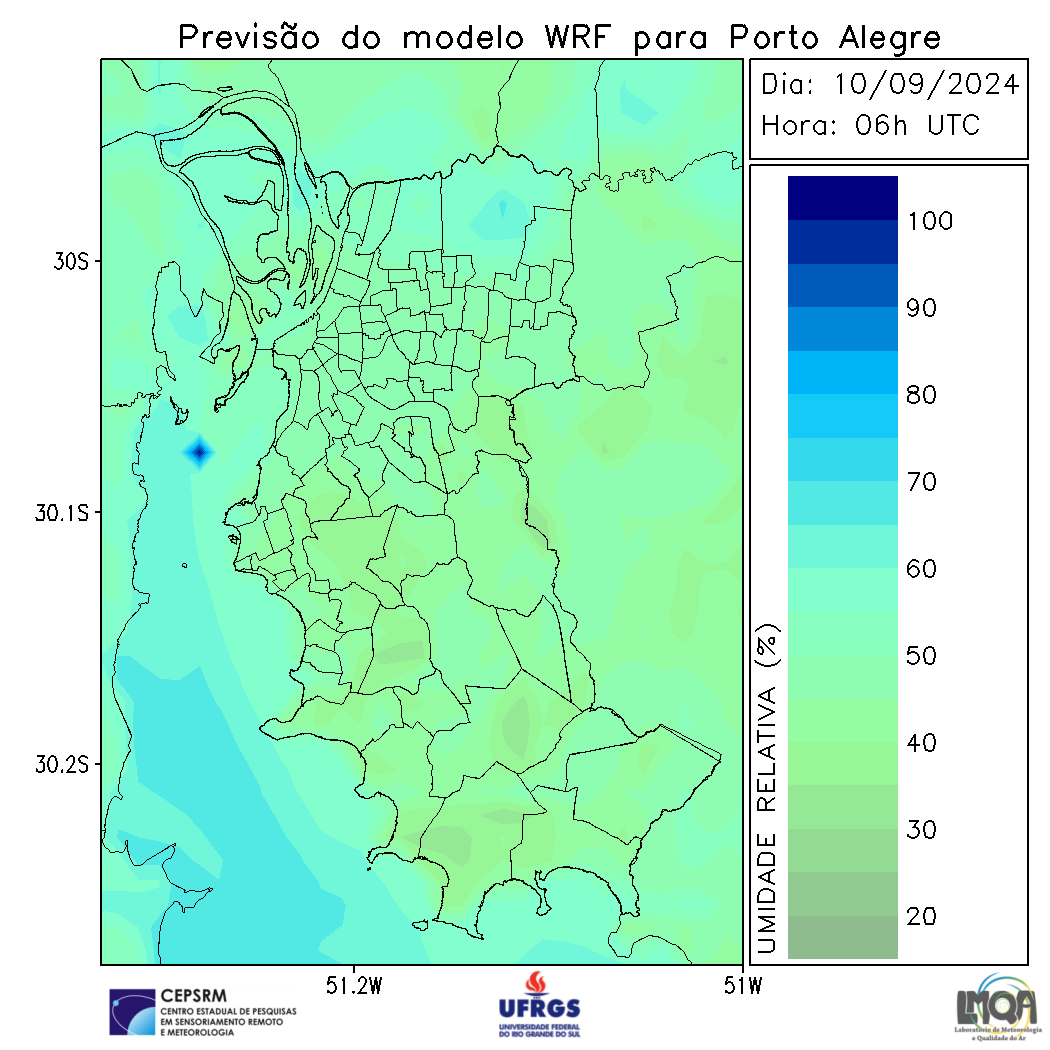 Previsão do modelo WRF para Porto Alegre
Dia: 10/09/2024
Hora: 06h UTC
30S
30.1S
30.2S
51.2W
51W
100
90
80
70
60
50
40
30
20
UMIDADE RELATIVA (%)
CEPSRM
CENTRO ESTADUAL DE PESQUISAS
EM SENSORIAMENTO REMOTO
E METEOROLOGIA
UFRGS
UNIVERSIDADE FEDERAL
DO RIO GRANDE DO SUL
LMQA
Laboratório de Meteorologia
e Qualidade do Ar